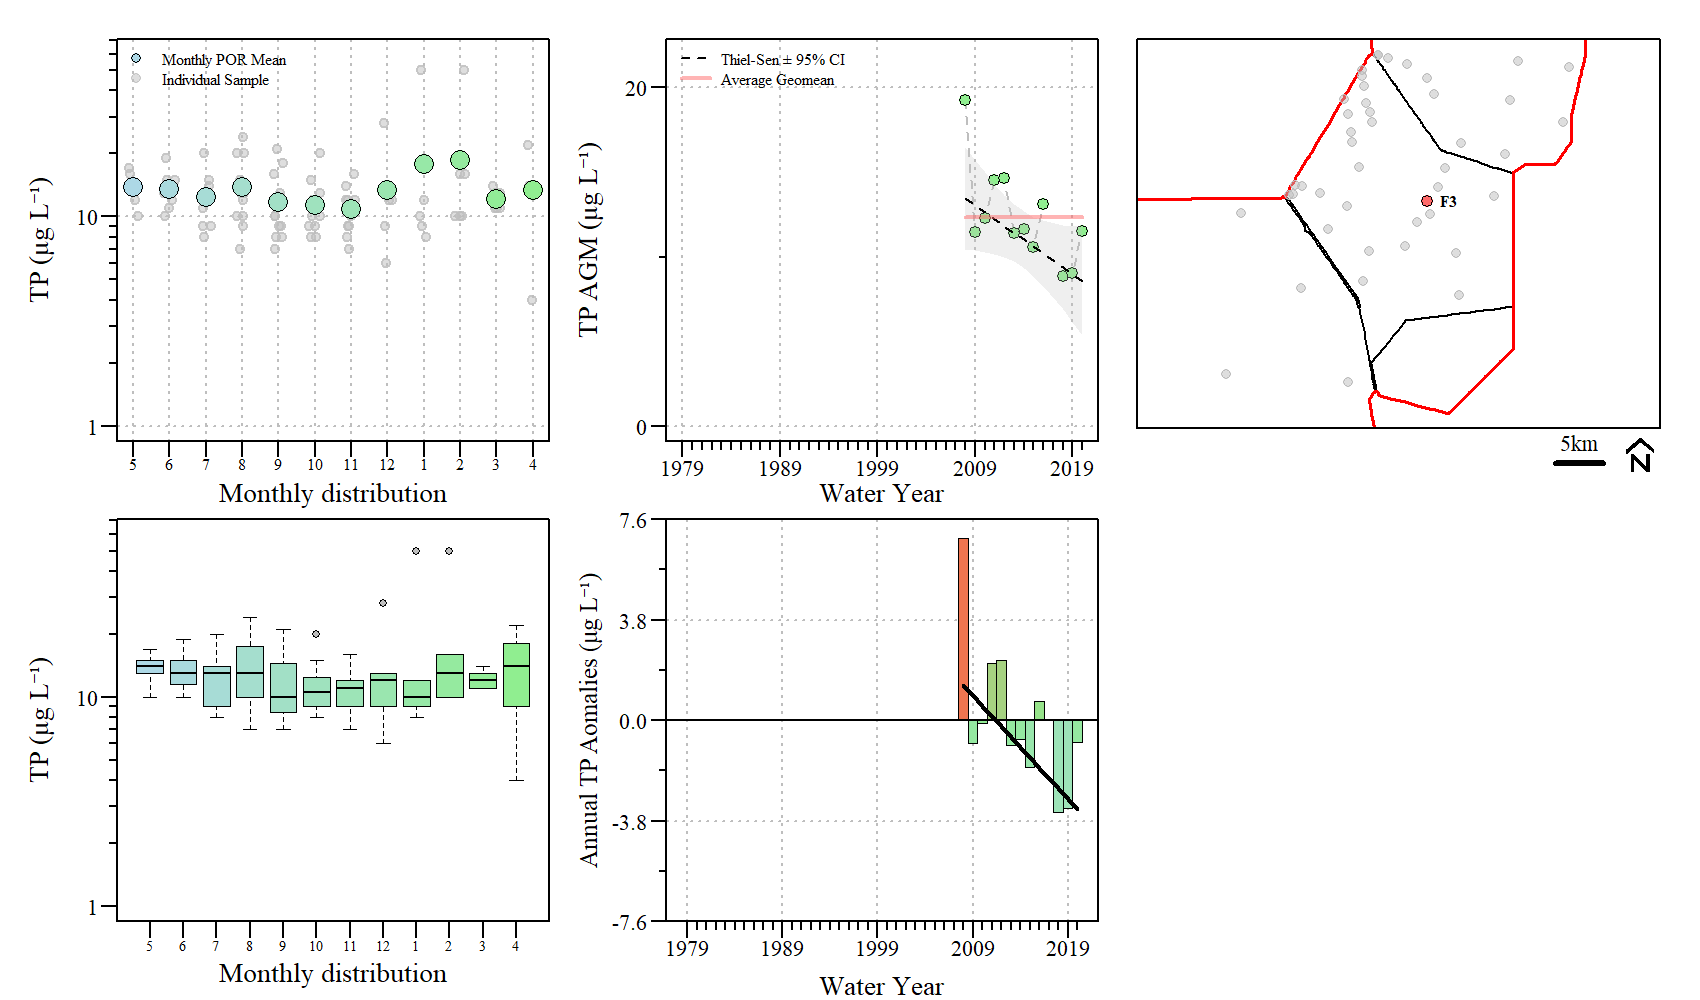 Monthly POR Mean
Individual Sample
TP (µg L⁻¹)
10
1
5 6 7 8 9 10 11 12 1 2 3 4
Monthly distribution
Thiel-Sen ± 95% CI
Average Geomean
TP AGM (µg L⁻¹)
20
0
1979 1989 1999 2009 2019
Water Year
F3
5km
N
TP (µg L⁻¹)
10
1
5 6 7 8 9 10 11 12 1 2 3 4
Monthly distribution
Annual TP Aomalies (µg L⁻¹)
7.6
3.8
0.0
-3.8
-7.6
1979 1989 1999 2009 2019
Water Year